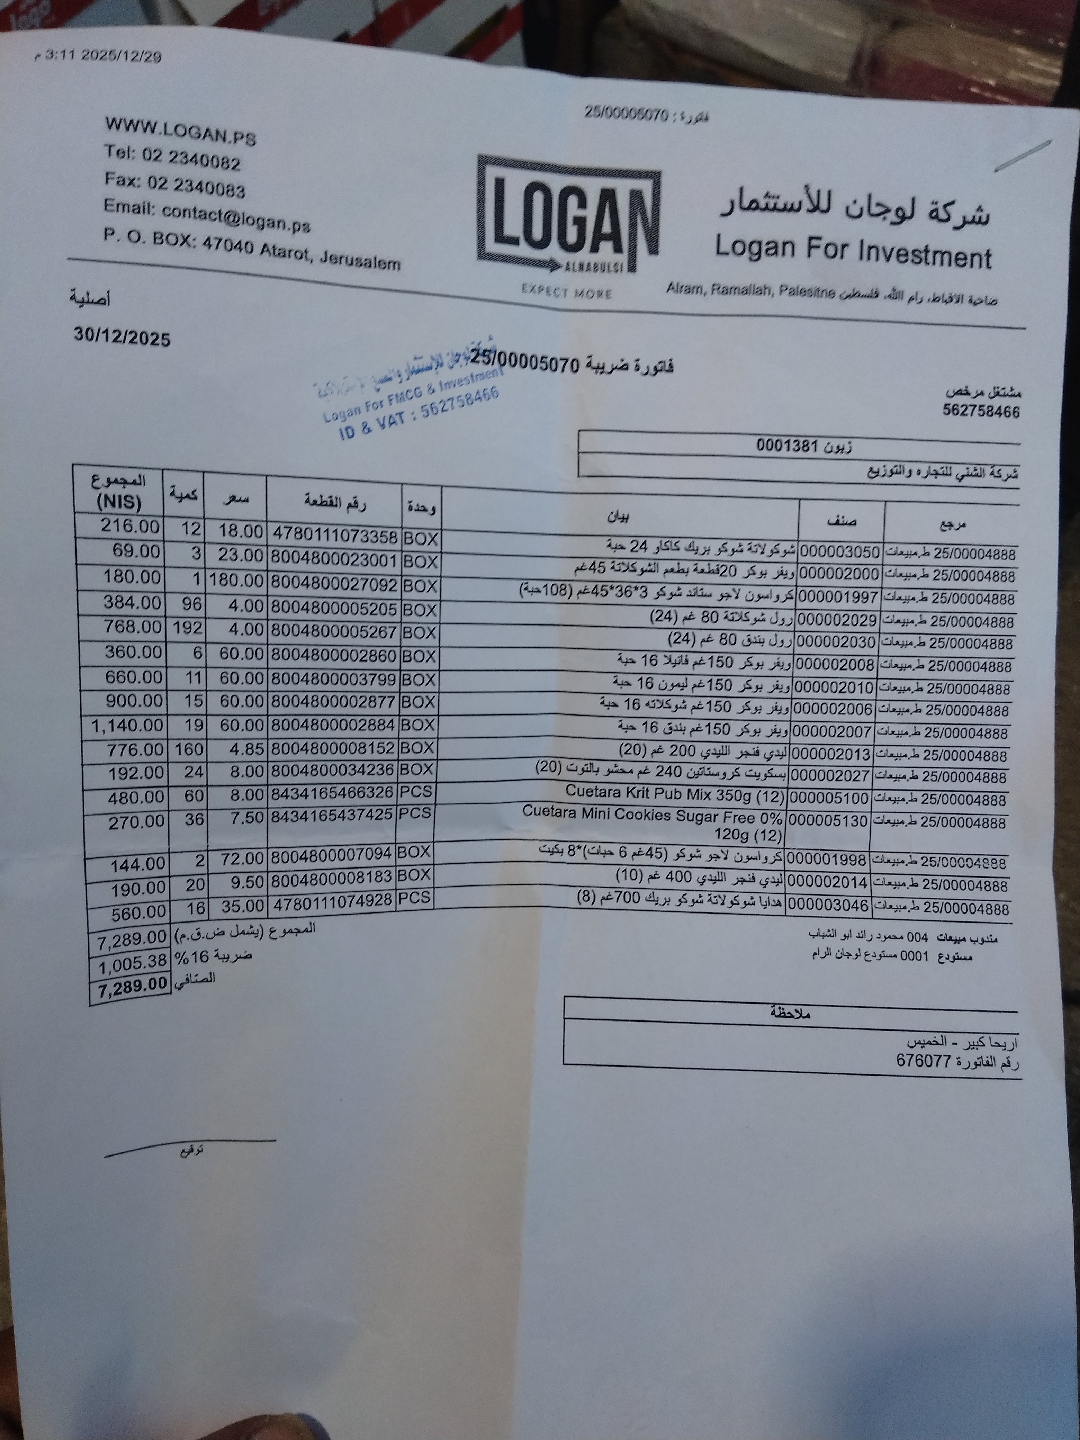 3:11 2025/12/29 م
فاتورة : 25/00005070
WWW.LOGAN.PS
Tel: 02 2340082
Fax: 02 2340083
Email: contact@logan.ps
P. O. BOX: 47040 Atarot, Jerusalem
LOGAN
ALNABULSI
EXPECT MORE
شركة لوجان للأستثمار
Logan For Investment
Alram, Ramallah, Palesitne ضاحية الاقباط، رام الله، فلسطين
أصلية
30/12/2025
فاتورة ضريبة 25/00005070
Logan For FMCG & Investment
ID & VAT : 562758466
مشتغل مرخص
562758466
زبون 0001381
شركة الشني للتجاره والتوزيع
مرجع صنف بيان وحدة رقم القطعة سعر كمية المجموع (NIS)
25/00004888 ط.مبيعات 000003050 شوكولاتة شوكو بريك كاكاو 24 حبة BOX 4780111073358 18.00 12 216.00
25/00004888 ط.مبيعات 000002000 ويفر بوكر 20قطعة بطعم الشوكلاتة 45غم BOX 8004800023001 23.00 3 69.00
25/00004888 ط.مبيعات 000001997 كرواسون لاجو ستاند شوكو 3*36*45غم (108حبة) BOX 8004800027092 180.00 1 180.00
25/00004888 ط.مبيعات 000002029 رول شوكلاتة 80 غم (24) BOX 8004800005205 4.00 96 384.00
25/00004888 ط.مبيعات 000002030 رول بندق 80 غم (24) BOX 8004800005267 4.00 192 768.00
25/00004888 ط.مبيعات 000002008 ويفر بوكر 150غم فانيلا 16 حبة BOX 8004800002860 60.00 6 360.00
25/00004888 ط.مبيعات 000002010 ويفر بوكر 150غم ليمون 16 حبة BOX 8004800003799 60.00 11 660.00
25/00004888 ط.مبيعات 000002006 ويفر بوكر 150غم شوكلاته 16 حبة BOX 8004800002877 60.00 15 900.00
25/00004888 ط.مبيعات 000002007 ويفر بوكر 150غم بندق 16 حبة BOX 8004800002884 60.00 19 1,140.00
25/00004888 ط.مبيعات 000002013 ليدي فنجر الليدي 200 غم (20) BOX 8004800008152 4.85 160 776.00
25/00004888 ط.مبيعات 000002027 بسكويت كروستاتين 240 غم محشو بالتوت (20) BOX 8004800034236 8.00 24 192.00
25/00004888 ط.مبيعات 000005100 Cuetara Krit Pub Mix 350g (12) PCS 8434165466326 8.00 60 480.00
25/00004888 ط.مبيعات 000005130 Cuetara Mini Cookies Sugar Free 0% 120g (12) PCS 8434165437425 7.50 36 270.00
25/00004888 ط.مبيعات 000001998 كرواسون لاجو شوكو (45غم 6 حبات)*8 بكيت BOX 8004800007094 72.00 2 144.00
25/00004888 ط.مبيعات 000002014 ليدي فنجر الليدي 400 غم (10) BOX 8004800008183 9.50 20 190.00
25/00004888 ط.مبيعات 000003046 هدايا شوكولاتة شوكو بريك 700غم (8) PCS 4780111074928 35.00 16 560.00
المجموع (يشمل ض.ق.م) 7,289.00
ضريبة 16% 1,005.38
الصافي 7,289.00
مندوب مبيعات 004 محمود رائد ابو الشباب
مستودع 0001 مستودع لوجان الرام
ملاحظة
اريحا كبير - الخميس
رقم الفاتورة 676077
توقيع